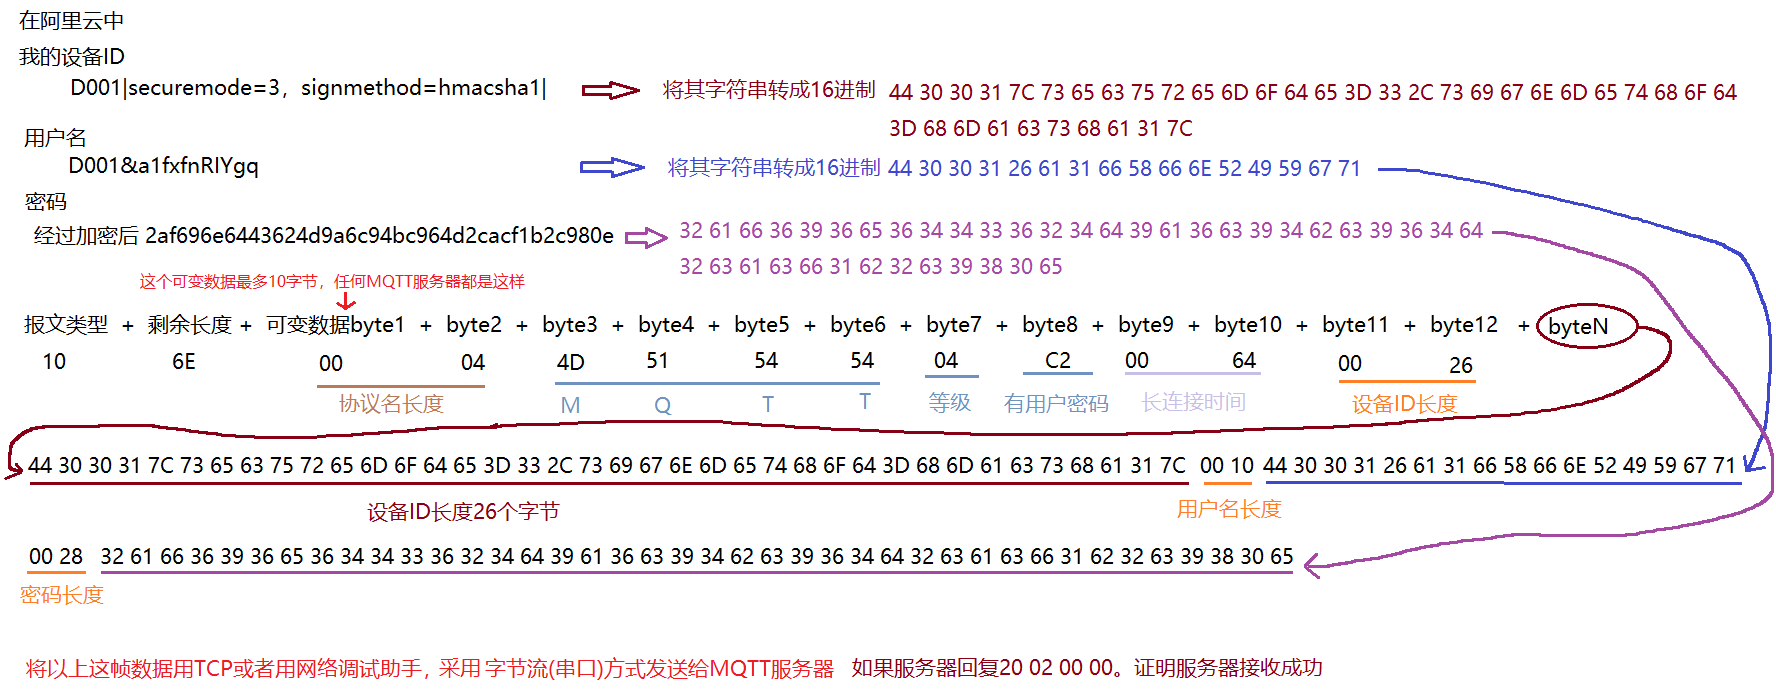 在阿里云中
我的设备ID
D001|securemode=3，signmethod=hmacsha1| 将其字符串转成16进制 44 30 30 31 7C 73 65 63 75 72 65 6D 6F 64 65 3D 33 2C 73 69 67 6E 6D 65 74 68 6F 64
3D 68 6D 61 63 73 68 61 31 7C
用户名
D001&a1fxfnRIYgq 将其字符串转成16进制 44 30 30 31 26 61 31 66 58 66 6E 52 49 59 67 71
密码
经过加密后 2af696e6443624d9a6c94bc964d2cacf1b2c980e 32 61 66 36 39 36 65 36 34 34 33 36 32 34 64 39 61 36 63 39 34 62 63 39 36 34 64
32 63 61 63 66 31 62 32 63 39 38 30 65
这个可变数据最多10字节，任何MQTT服务器都是这样
报文类型 + 剩余长度 + 可变数据byte1 + byte2 + byte3 + byte4 + byte5 + byte6 + byte7 + byte8 + byte9 + byte10 + byte11 + byte12 + byteN
10 6E 00 04 4D 51 54 54 04 C2 00 64 00 26
协议名长度 M Q T T 等级 有用户密码 长连接时间 设备ID长度
44 30 30 31 7C 73 65 63 75 72 65 6D 6F 64 65 3D 33 2C 73 69 67 6E 6D 65 74 68 6F 64 3D 68 6D 61 63 73 68 61 31 7C 00 10 44 30 30 31 26 61 31 66 58 66 6E 52 49 59 67 71
设备ID长度26个字节 用户名长度
00 28 32 61 66 36 39 36 65 36 34 34 33 36 32 34 64 39 61 36 63 39 34 62 63 39 36 34 64 32 63 61 63 66 31 62 32 63 39 38 30 65
密码长度
将以上这帧数据用TCP或者用网络调试助手，采用 字节流(串口)方式发送给MQTT服务器 如果服务器回复20 02 00 00。证明服务器接收成功